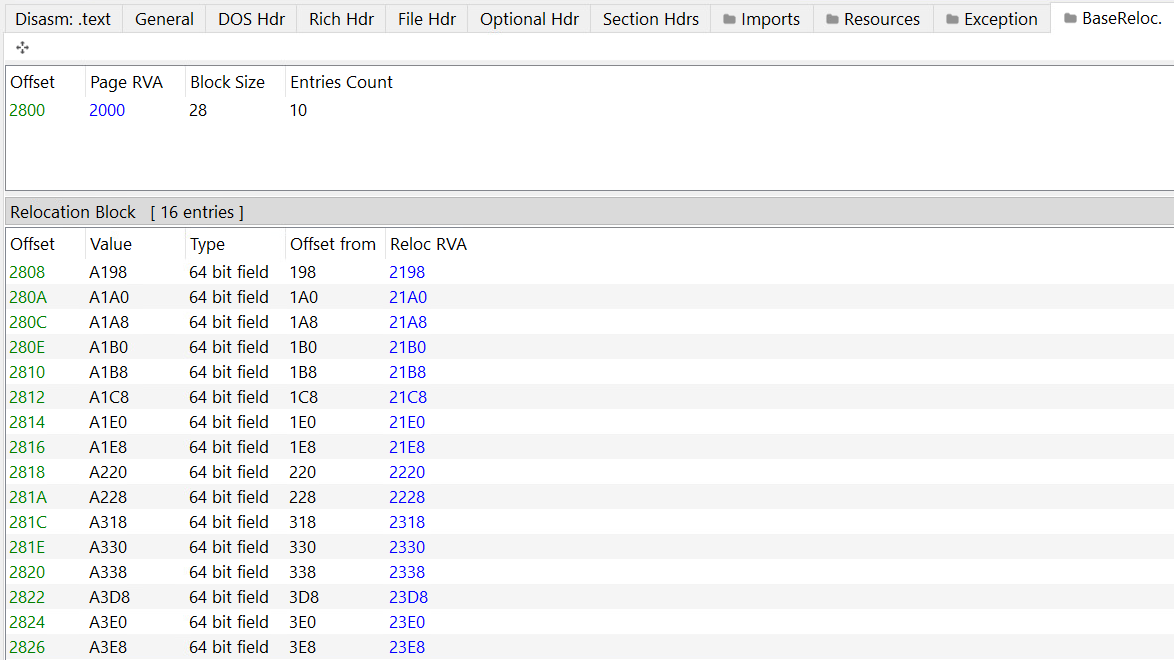 Disasm: .text General DOS Hdr Rich Hdr File Hdr Optional Hdr Section Hdrs Imports Resources Exception BaseReloc.
Offset Page RVA Block Size Entries Count
2800 2000 28 10
Relocation Block [ 16 entries ]
Offset Value Type Offset from Reloc RVA
2808 A198 64 bit field 198 2198
280A A1A0 64 bit field 1A0 21A0
280C A1A8 64 bit field 1A8 21A8
280E A1B0 64 bit field 1B0 21B0
2810 A1B8 64 bit field 1B8 21B8
2812 A1C8 64 bit field 1C8 21C8
2814 A1E0 64 bit field 1E0 21E0
2816 A1E8 64 bit field 1E8 21E8
2818 A220 64 bit field 220 2220
281A A228 64 bit field 228 2228
281C A318 64 bit field 318 2318
281E A330 64 bit field 330 2330
2820 A338 64 bit field 338 2338
2822 A3D8 64 bit field 3D8 23D8
2824 A3E0 64 bit field 3E0 23E0
2826 A3E8 64 bit field 3E8 23E8